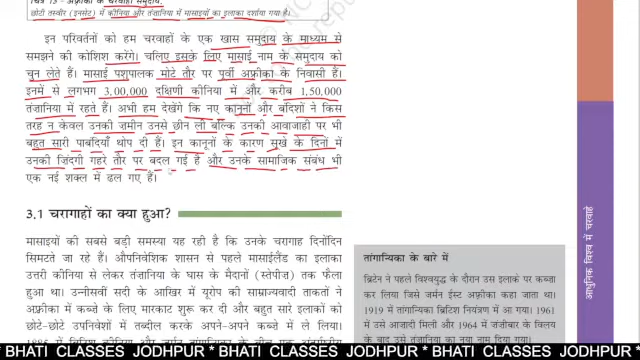 चित्र 13 – अफ़्रीका के चरवाहा समुदाय।
छोटी तस्वीर (इनसेट) में कीनिया और तंज़ानिया में मासाइयों का इलाका दर्शाया गया है।
इन परिवर्तनों को हम चरवाहों के एक खास समुदाय के माध्यम से
समझने की कोशिश करेंगे। चलिए इसके लिए मासाई नाम के समुदाय को
चुन लेते हैं। मासाई पशुपालक मोटे तौर पर पूर्वी अफ़्रीका के निवासी हैं।
इनमें से लगभग 3,00,000 दक्षिणी कीनिया में और करीब 1,50,000
तंज़ानिया में रहते हैं। अभी हम देखेंगे कि नए कानूनों और बंदिशों ने किस
तरह न केवल उनकी ज़मीन उनसे छीन ली बल्कि उनकी आवाजाही पर भी
बहुत सारी पाबंदियाँ थोप दी हैं। इन कानूनों के कारण सूखे के दिनों में
उनकी ज़िंदगी गहरे तौर पर बदल गई है और उनके सामाजिक संबंध भी
एक नई शक्ल में ढल गए हैं।
3.1 चरागाहों का क्या हुआ?
मासाइयों की सबसे बड़ी समस्या यह रही है कि उनके चरागाह दिनोंदिन
सिमटते जा रहे हैं। औपनिवेशिक शासन से पहले मासाईलैंड का इलाका
उत्तरी कीनिया से लेकर तंज़ानिया के घास के मैदानों (स्तेपीज़) तक फैला
हुआ था। उन्नीसवीं सदी के आखिर में यूरोप की साम्राज्यवादी ताकतों ने
अफ़्रीका में कब्ज़े के लिए मारकाट शुरू कर दी और बहुत सारे इलाकों को
छोटे-छोटे उपनिवेशों में तब्दील करके अपने-अपने कब्ज़े में ले लिया।
तांगान्यिका के बारे में
ब्रिटेन ने पहले विश्वयुद्ध के दौरान उस इलाके पर कब्ज़ा
कर लिया जिसे जर्मन ईस्ट अफ़्रीका कहा जाता था।
1919 में तांगान्यिका ब्रिटिश नियंत्रण में आ गया। 1961
में उसे आज़ादी मिली और 1964 में ज़ंज़ीबार के विलय
के बाद उसे तंज़ानिया का नया नाम दिया गया।
आधुनिक विश्व में चरवाहे
BHATI CLASSES JODHPUR * BHATI CLASSES JODHPUR * BHATI CLASSES JODHPUR *